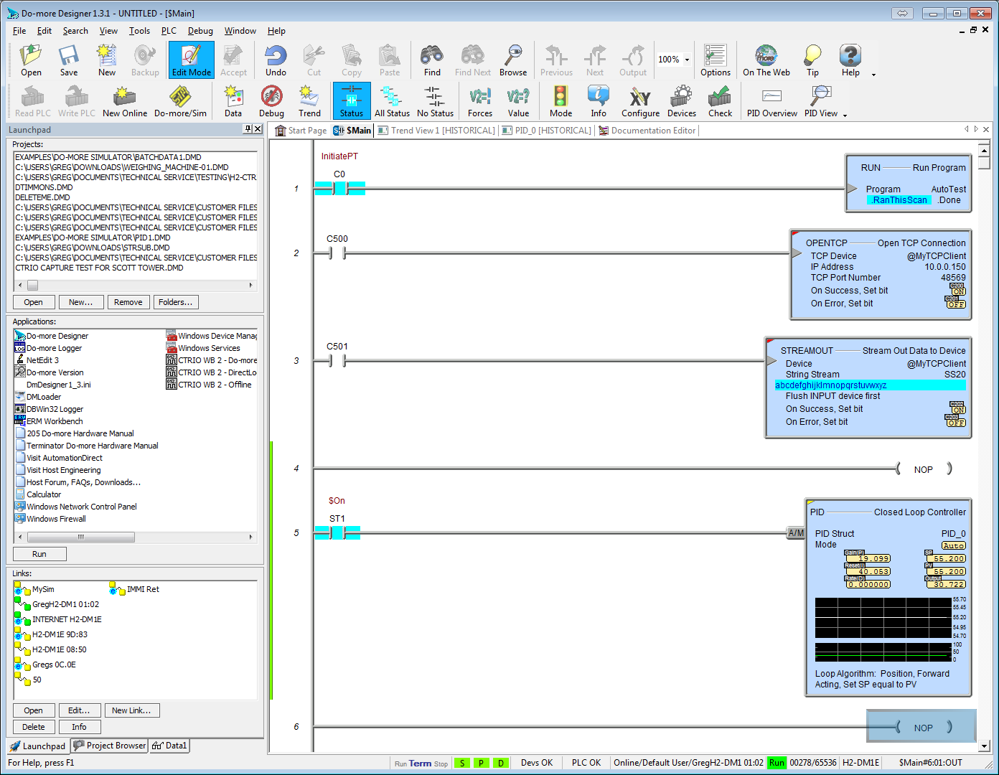 Do-more Designer 1.3.1 - UNTITLED - [$Main]
File Edit Search View Tools PLC Debug Window Help
Open Save New Backup Edit Mode Accept Undo Cut Copy Paste Find Find Next Browse Previous Next Output 100% Options On The Web Tip Help
Read PLC Write PLC New Online Do-more/Sim Data Debug Trend Status All Status No Status Forces Value Mode Info Configure Devices Check PID Overview PID View
Launchpad
Start Page $Main Trend View 1 [HISTORICAL] PID_0 [HISTORICAL] Documentation Editor
Projects:
EXAMPLES\DO-MORE SIMULATOR\BATCHDATA1.DMD
C:\USERS\GREG\DOWNLOADS\WEIGHING_MACHINE-01.DMD
C:\USERS\GREG\DOCUMENTS\TECHNICAL SERVICE\TESTING\H2-CTR
DTIMMONS.DMD
DELETEME.DMD
C:\USERS\GREG\DOCUMENTS\TECHNICAL SERVICE\CUSTOMER FILES
C:\USERS\GREG\DOCUMENTS\TECHNICAL SERVICE\CUSTOMER FILES
C:\USERS\GREG\DOCUMENTS\TECHNICAL SERVICE\CUSTOMER FILES
EXAMPLES\DO-MORE SIMULATOR\PID1.DMD
C:\USERS\GREG\DOWNLOADS\STRSUB.DMD
C:\USERS\GREG\DOCUMENTS\TECHNICAL SERVICE\CUSTOMER FILES
CTRIO CAPTURE TEST FOR SCOTT TOWER.DMD
Open New... Remove Folders...
Applications:
Do-more Designer
Do-more Logger
NetEdit 3
Do-more Version
DmDesigner1_3.ini
DMLoader
DBWin32 Logger
ERM Workbench
205 Do-more Hardware Manual
Terminator Do-more Hardware Manual
Visit AutomationDirect
Visit Host Engineering
Host Forum, FAQs, Downloads...
Calculator
Windows Network Control Panel
Windows Firewall
Windows Device Manag
Windows Services
CTRIO WB 2 - Do-more
CTRIO WB 2 - DirectLo
CTRIO WB 2 - Offline
Run
Links:
MySim
GregH2-DM1 01:02
INTERNET H2-DM1E
H2-DM1E 9D:83
H2-DM1E 08:50
Gregs 0C.0E
50
IMMI Ret
Open Edit... New Link...
Delete Info
Launchpad Project Browser Data1
InitiatePT
C0
1
RUN Run Program
Program AutoTest
.RanThisScan .Done
C500
2
OPENTCP Open TCP Connection
TCP Device @MyTCPClient
IP Address 10.0.0.150
TCP Port Number 48569
C200
On Success, Set bit ON
C201
On Error, Set bit OFF
C501
3
STREAMOUT Stream Out Data to Device
Device @MyTCPClient
String Stream SS20
abcdefghijklmnopqrstuvwxyz
Flush INPUT device first
C202
On Success, Set bit ON
C203
On Error, Set bit OFF
4 NOP
$On
ST1
5 A/M
PID Closed Loop Controller
PID Struct PID_0
Mode Auto
Gain(P) SP
19.099 55.200
Reset(I) PV
40.053 55.200
Rate(D) Output
0.000000 30.722
55.70
55.45
55.20
54.95
54.70
100
50
0
Loop Algorithm: Position, Forward
Acting, Set SP equal to PV
6 NOP
For Help, press F1 Run Term Stop S P D Devs OK PLC OK Online/Default User/GregH2-DM1 01:02 Run 00278/65536 H2-DM1E $Main#6:01:OUT